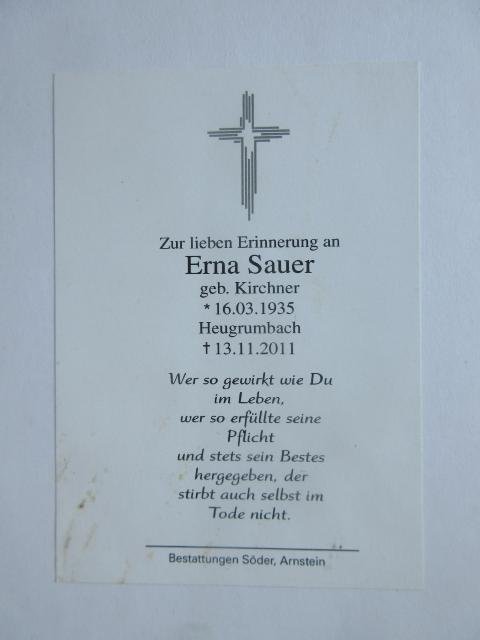 Zur lieben Erinnerung an
Erna Sauer
geb. Kirchner
* 16.03.1935
Heugrumbach
† 13.11.2011
Wer so gewirkt wie Du
im Leben,
wer so erfüllte seine
Pflicht
und stets sein Bestes
hergegeben, der
stirbt auch selbst im
Tode nicht.
Bestattungen Söder, Arnstein